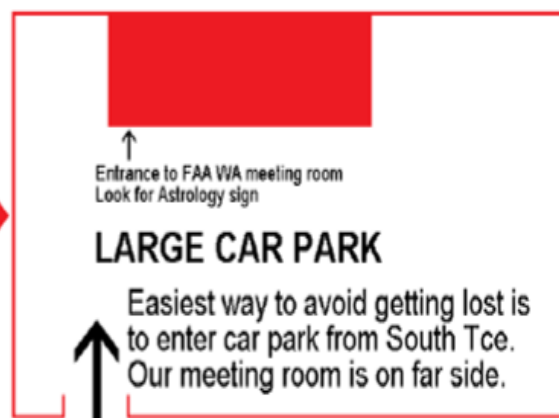 Entrance to FAA WA meeting room
Look for Astrology sign
LARGE CAR PARK
Easiest way to avoid getting lost is
to enter car park from South Tce.
Our meeting room is on far side.